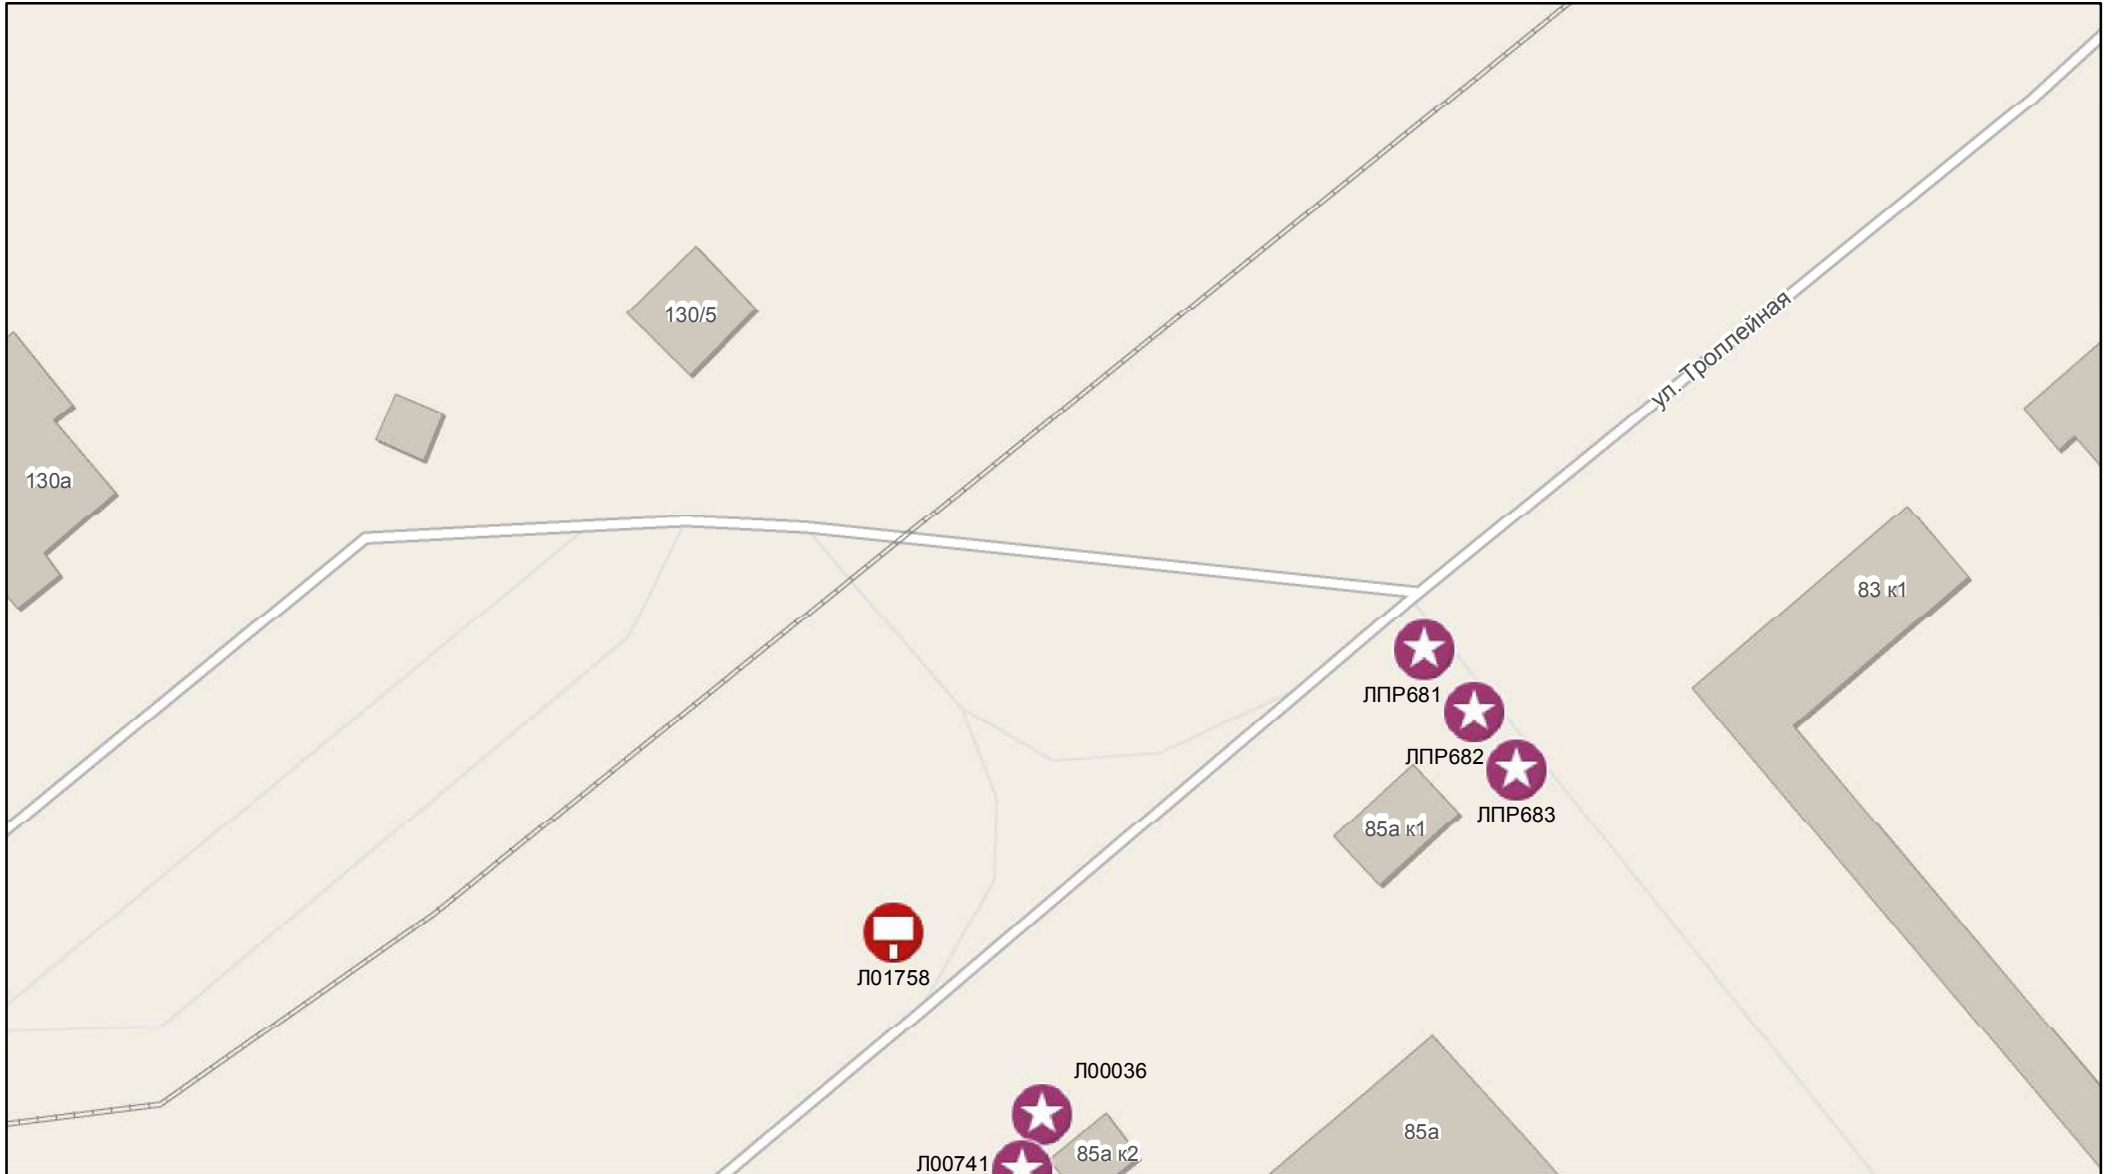 130/5
ул. Троллейная
130а
83 к1
ЛПР681
ЛПР682
ЛПР683
85а к1
Л01758
Л00036
85а
85а к2
Л00741